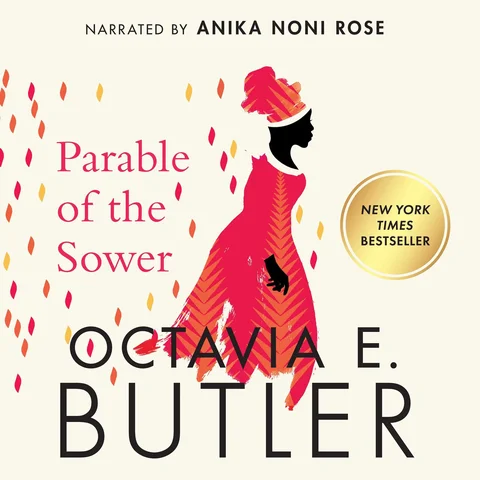 NARRATED BY ANIKA NONI ROSE
Parable
of the
Sower
NEW YORK
TIMES
BESTSELLER
OCTAVIA E.
BUTLER